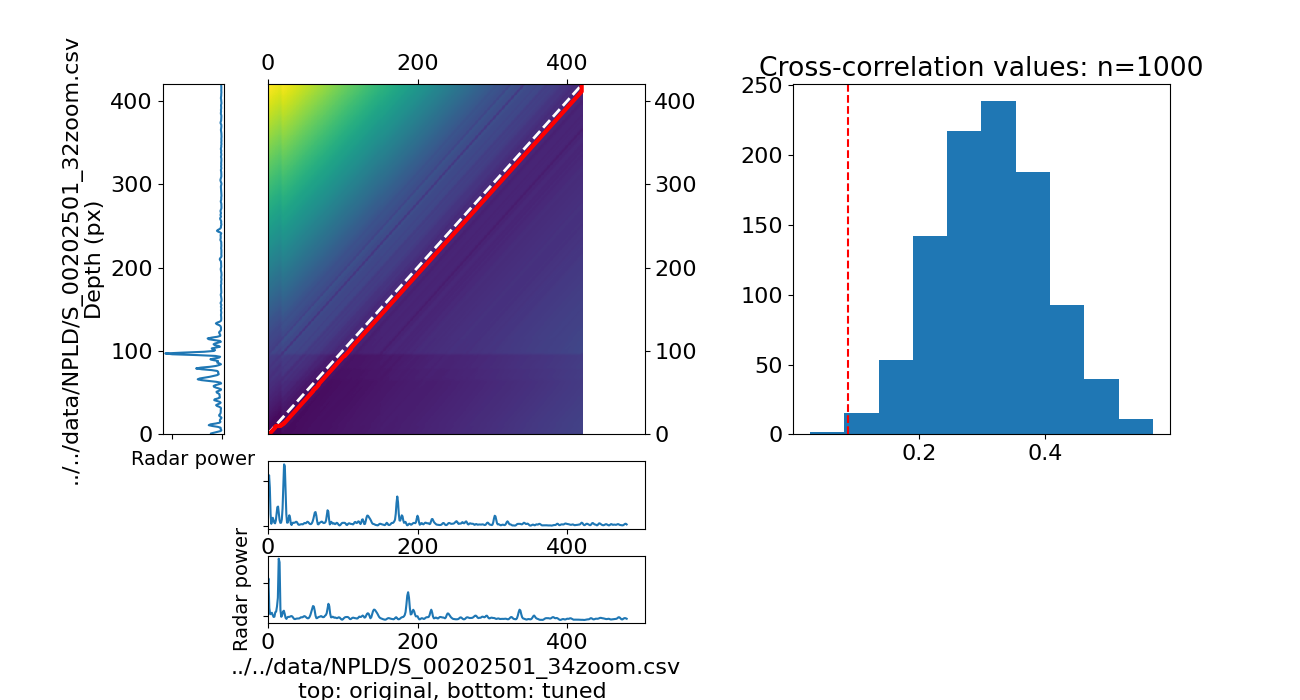 Cross-correlation values: n=1000
0 200 400
400 300 200 100 0
400 300 200 100 0
250 200 150 100 50 0
0.2 0.4
../../data/NPLD/S_00202501_32zoom.csv
Depth (px)
Radar power
0 200 400
Radar power
0 200 400
../../data/NPLD/S_00202501_34zoom.csv
top: original, bottom: tuned